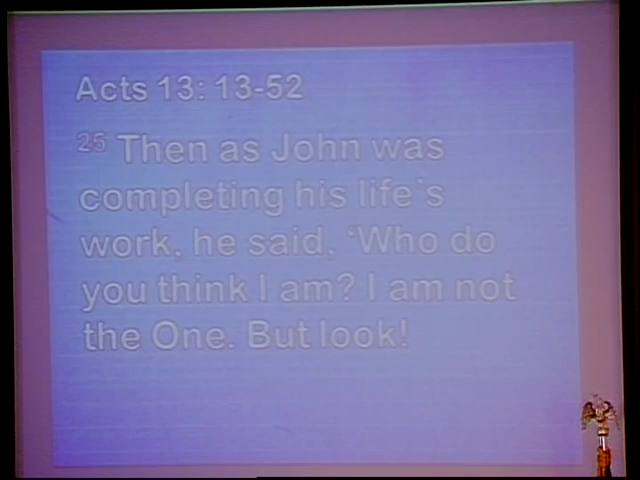 Acts 13: 13-52
25 Then as John was
completing his life's
work, he said, 'Who do
you think I am? I am not
the One. But look!